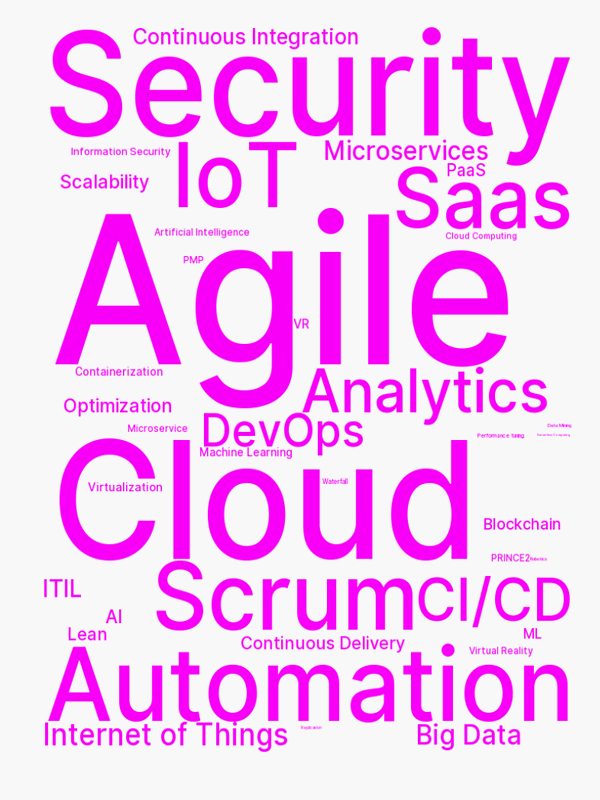 Continuous Integration
Security
Information Security
IoT
Microservices
Scalability
PaaS
Saas
Artificial Intelligence
Cloud Computing
Agile
PMP
VR
Containerization
Analytics
Optimization
DevOps
Microservice
Data Mining
Performance tuning
Machine Learning
Cloud
Waterfall
Virtualization
Blockchain
PRINCE2
ITIL
Scrum
CI/CD
AI
Lean
ML
Continuous Delivery
Virtual Reality
Automation
Internet of Things
Big Data